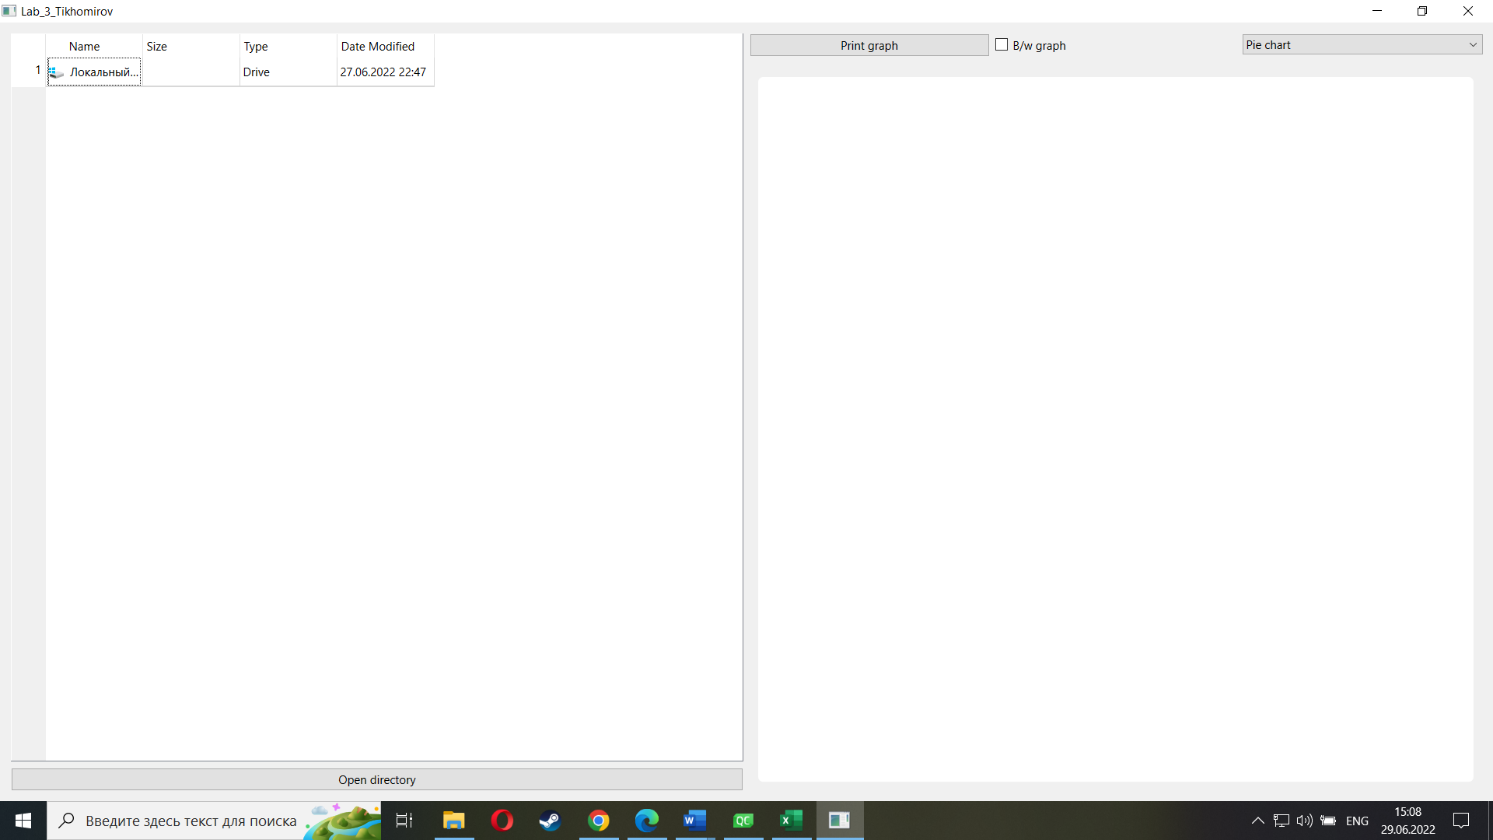 Lab_3_Tikhomirov
Name Size Type Date Modified
1 Локальный... Drive 27.06.2022 22:47
Open directory
Print graph B/w graph Pie chart
Введите здесь текст для поиска
QC
ENG
15:08
29.06.2022